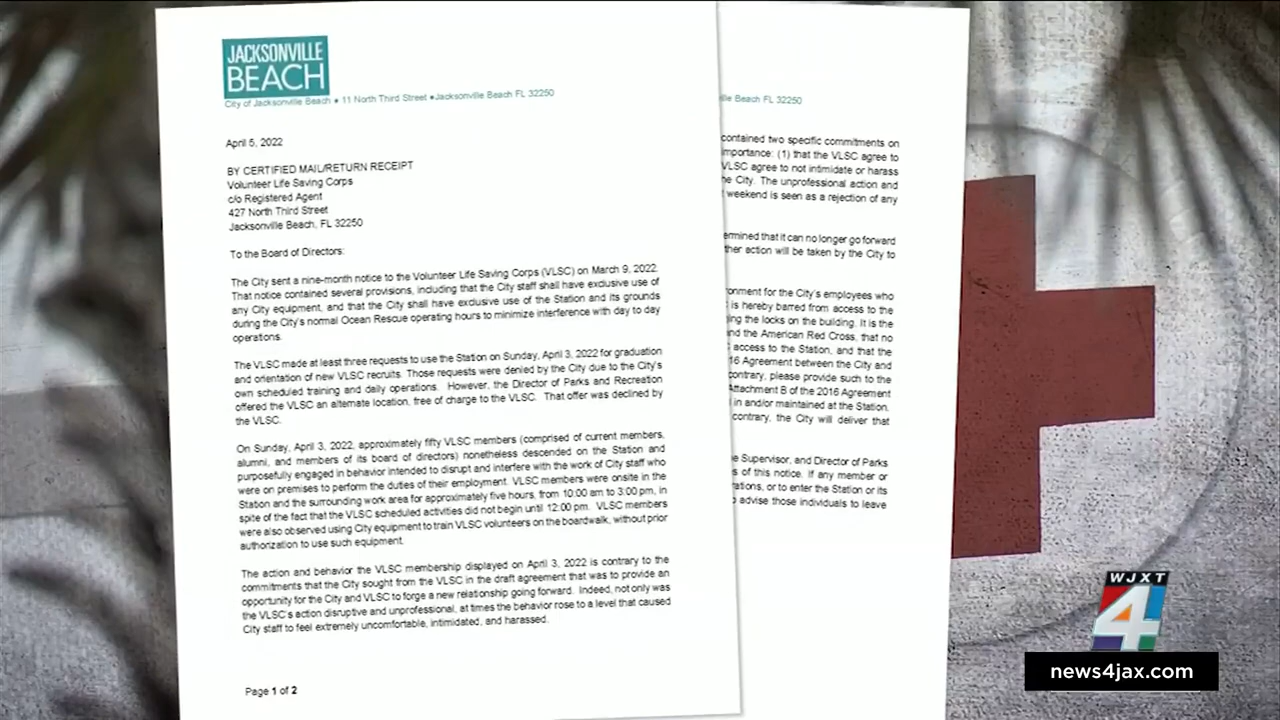 JACKSONVILLE
BEACH
City of Jacksonville Beach • 11 North Third Street •Jacksonville Beach FL 32250
April 5, 2022
BY CERTIFIED MAIL/RETURN RECEIPT
Volunteer Life Saving Corps
c/o Registered Agent
427 North Third Street
Jacksonville Beach, FL 32250
To the Board of Directors:
The City sent a nine-month notice to the Volunteer Life Saving Corps (VLSC) on March 9, 2022.
That notice contained several provisions, including that the City staff shall have exclusive use of
any City equipment, and that the City shall have exclusive use of the Station and its grounds
during the City's normal Ocean Rescue operating hours to minimize interference with day to day
operations.
The VLSC made at least three requests to use the Station on Sunday, April 3, 2022 for graduation
and orientation of new VLSC recruits. Those requests were denied by the City due to the City's
own scheduled training and daily operations. However, the Director of Parks and Recreation
offered the VLSC an alternate location, free of charge to the VLSC. That offer was declined by
the VLSC.
On Sunday, April 3, 2022, approximately fifty VLSC members (comprised of current members,
alumni, and members of its board of directors) nonetheless descended on the Station and
purposefully engaged in behavior intended to disrupt and interfere with the work of City staff who
were on premises to perform the duties of their employment. VLSC members were onsite in the
Station and the surrounding work area for approximately five hours, from 10:00 am to 3:00 pm, in
spite of the fact that the VLSC scheduled activities did not begin until 12:00 pm. VLSC members
were also observed using City equipment to train VLSC volunteers on the boardwalk, without prior
authorization to use such equipment.
The action and behavior the VLSC membership displayed on April 3, 2022 is contrary to the
commitments that the City sought from the VLSC in the draft agreement that was to provide an
opportunity for the City and VLSC to forge a new relationship going forward. Indeed, not only was
the VLSC's action disruptive and unprofessional, at times the behavior rose to a level that caused
City staff to feel extremely uncomfortable, intimidated, and harassed.
Page 1 of 2
Beach FL 32250
contained two specific commitments on
importance: (1) that the VLSC agree to
VLSC agree to not intimidate or harass
City. The unprofessional action and
weekend is seen as a rejection of any
that it can no longer go forward
action will be taken by the City to
for the City's employees who
is hereby barred from access to the
the locks on the building. It is the
and the American Red Cross, that no
access to the Station, and that the
Agreement between the City and
contrary, please provide such to the
Attachment B of the 2016 Agreement
in and/or maintained at the Station.
contrary, the City will deliver that
Supervisor, and Director of Parks
of this notice. If any member or
or to enter the Station or its
advise those individuals to leave
WJXT
4
news4jax.com